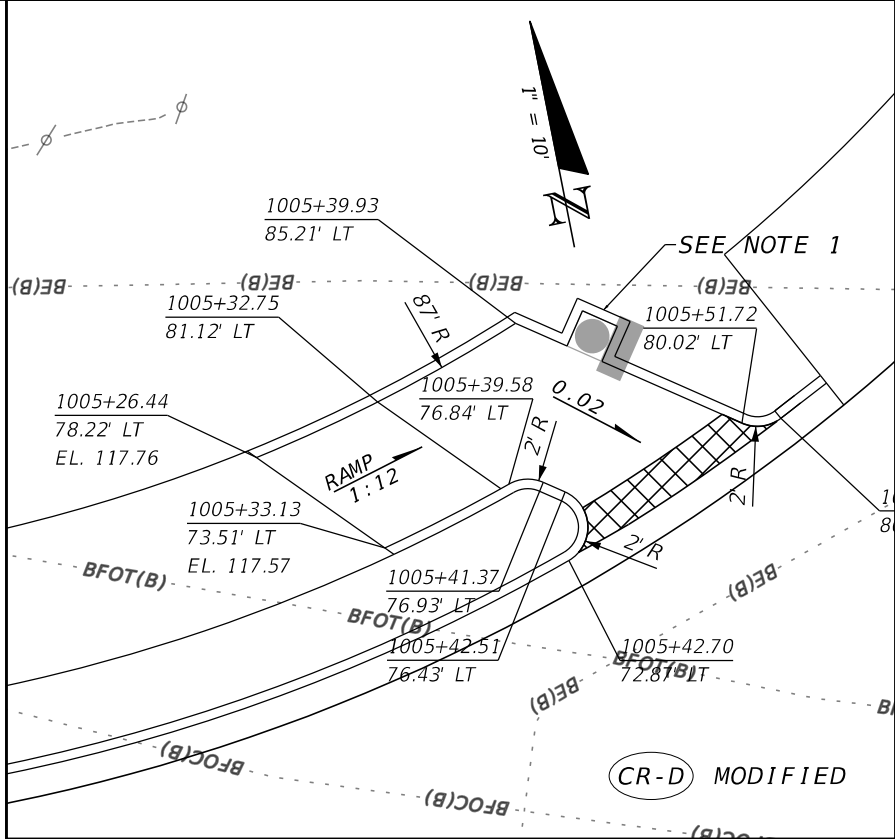 1" = 10'
N
1005+39.93
85.21' LT
SEE NOTE 1
BE(B)
BE(B)
BE(B)
BE(B)
1005+32.75
81.12' LT
87' R
1005+51.72
80.02' LT
1005+39.58
76.84' LT
0.02
1005+26.44
78.22' LT
EL. 117.76
2' R
RAMP
1:12
2' R
1005+33.13
73.51' LT
EL. 117.57
2' R
BFOT(B)
1005+41.37
76.93' LT
BE(B)
BFOT(B)
1005+42.51
76.43' LT
1005+42.70
72.87' LT
BFOT(B)
BE(B)
BFOC(B)
CR-D MODIFIED
BFOC(B)